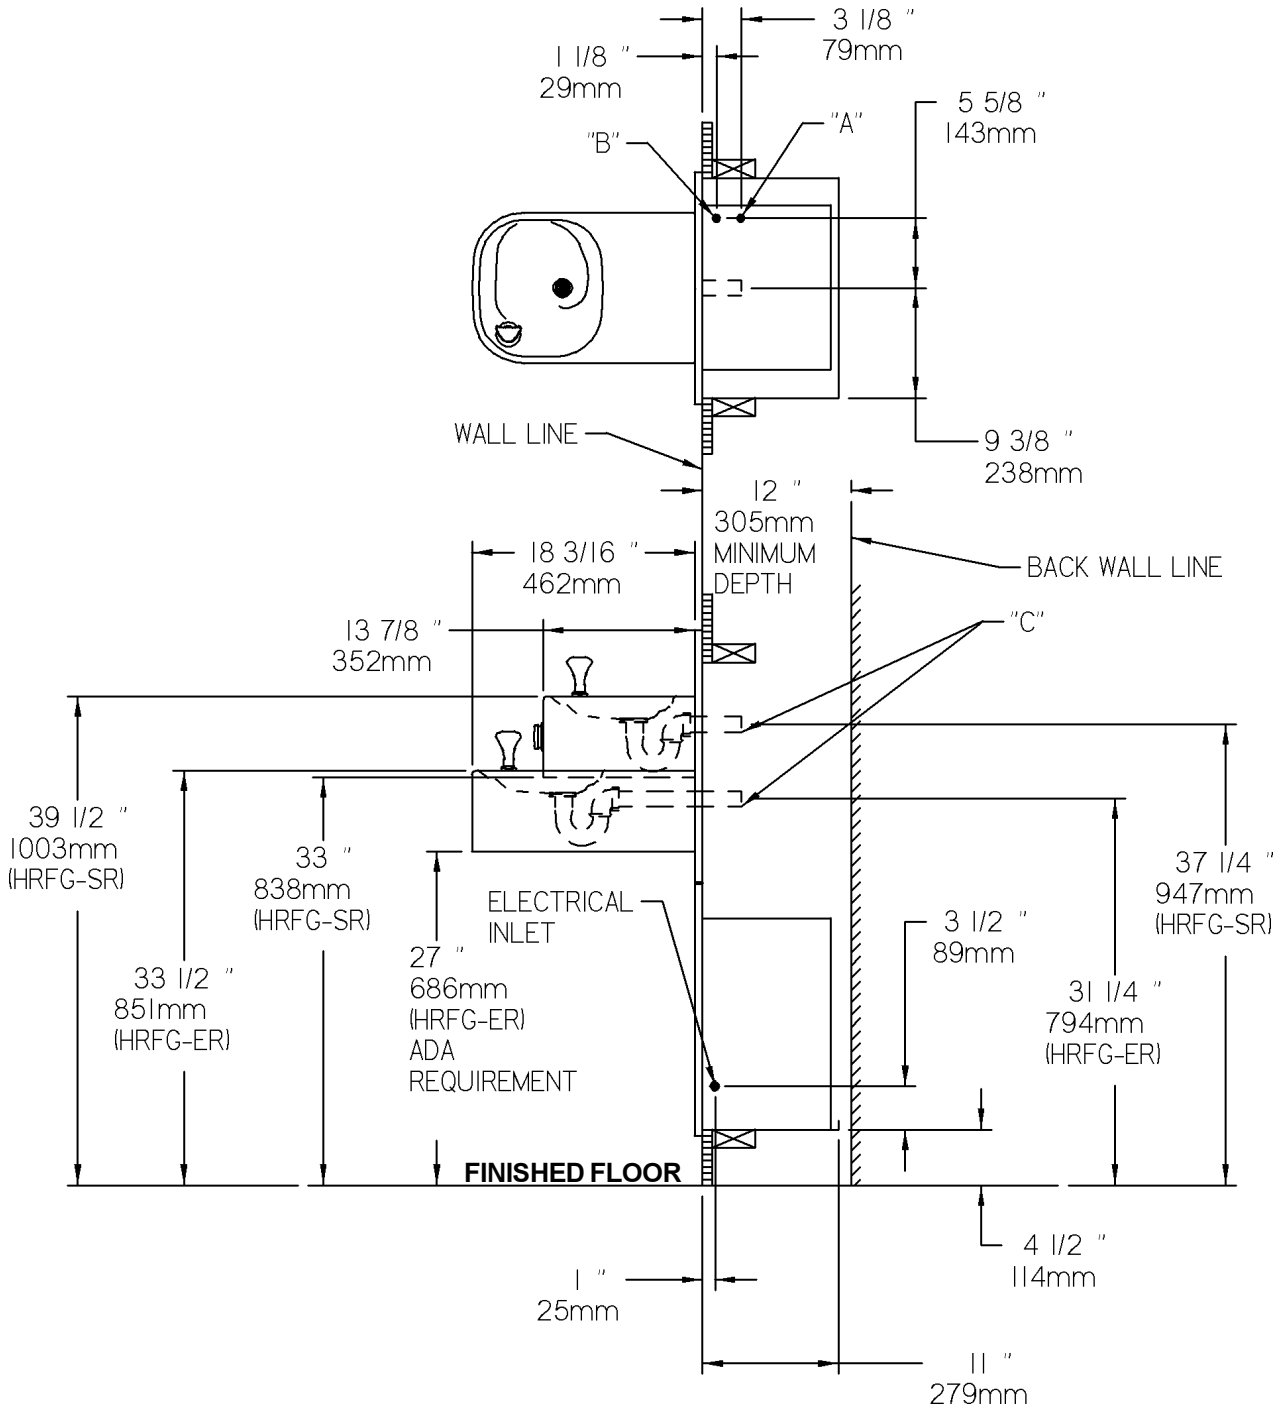 3 1/8 "
79mm
1 1/8 "
29mm
5 5/8 "
143mm
"A"
"B"
WALL LINE
9 3/8 "
238mm
12 "
305mm
MINIMUM
DEPTH
18 3/16 "
462mm
BACK WALL LINE
13 7/8 "
352mm
"C"
39 1/2 "
1003mm
(HRFG-SR)
33 "
838mm
(HRFG-SR)
37 1/4 "
947mm
(HRFG-SR)
ELECTRICAL
INLET
3 1/2 "
89mm
33 1/2 "
851mm
(HRFG-ER)
27 "
686mm
(HRFG-ER)
ADA
REQUIREMENT
31 1/4 "
794mm
(HRFG-ER)
FINISHED FLOOR
1 "
25mm
4 1/2 "
114mm
11 "
279mm